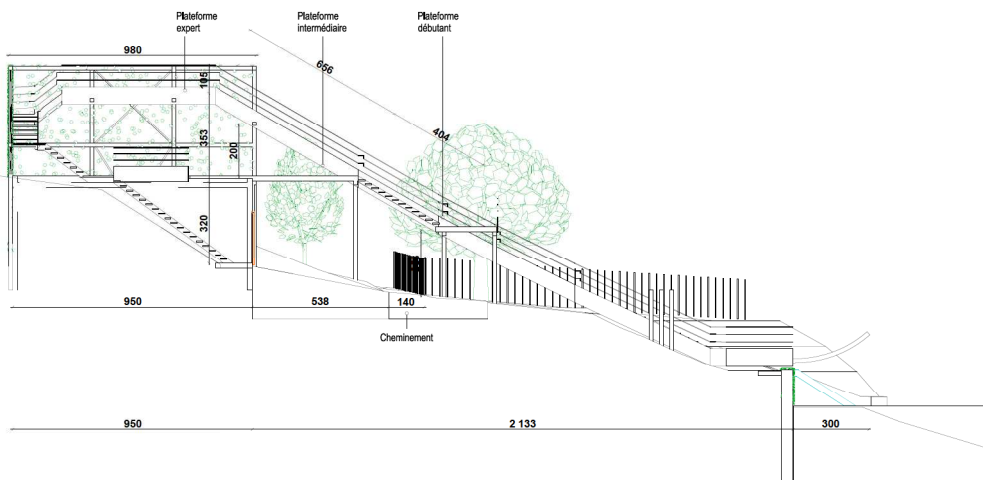 Plateforme
expert
Plateforme
intermédiaire
Plateforme
débutant
980
656
105
404
353
200
320
950
538
140
Cheminement
950
2 133
300